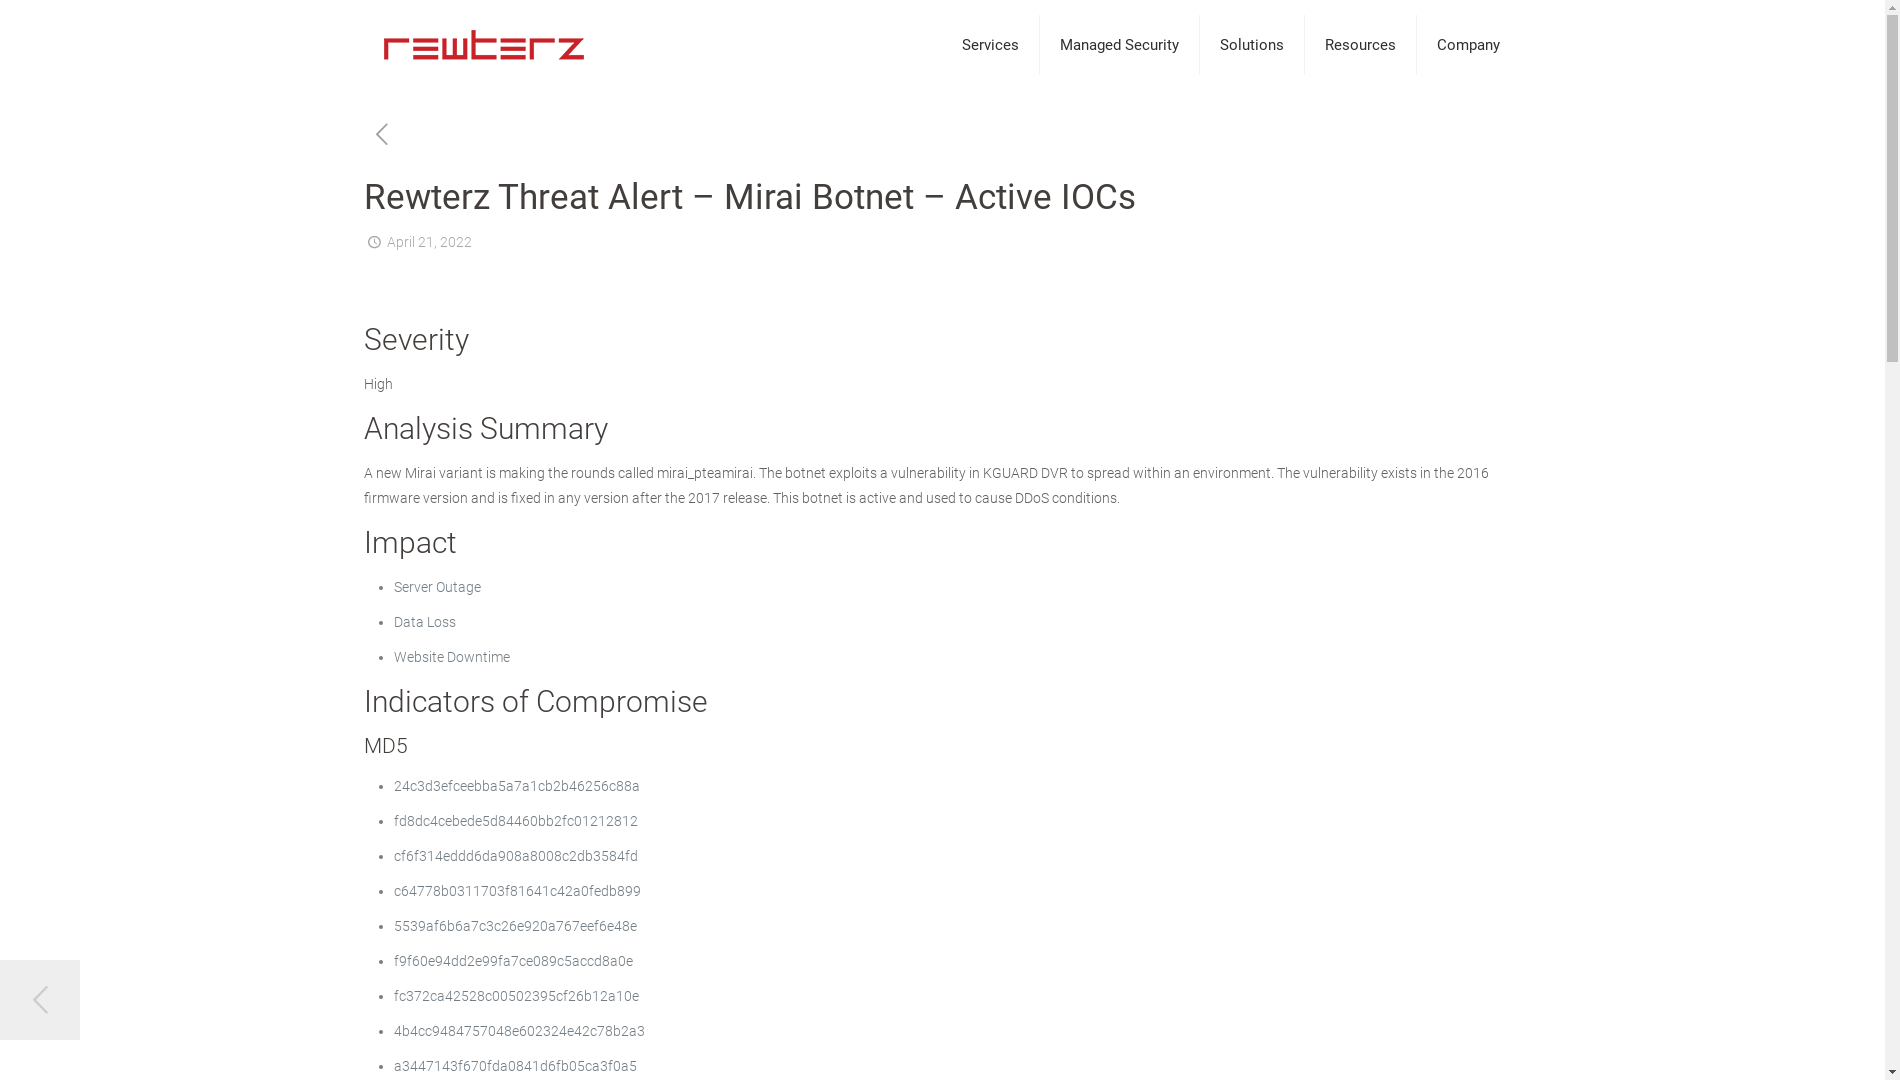 rewterz
Services
Managed Security
Solutions
Resources
Company
Rewterz Threat Alert – Mirai Botnet – Active IOCs
April 21, 2022
Severity
High
Analysis Summary
A new Mirai variant is making the rounds called mirai_pteamirai. The botnet exploits a vulnerability in KGUARD DVR to spread within an environment. The vulnerability exists in the 2016
firmware version and is fixed in any version after the 2017 release. This botnet is active and used to cause DDoS conditions.
Impact
Server Outage
Data Loss
Website Downtime
Indicators of Compromise
MD5
24c3d3efceebba5a7a1cb2b46256c88a
fd8dc4cebede5d84460bb2fc01212812
cf6f314eddd6da908a8008c2db3584fd
c64778b0311703f81641c42a0fedb899
5539af6b6a7c3c26e920a767eef6e48e
f9f60e94dd2e99fa7ce089c5accd8a0e
fc372ca42528c00502395cf26b12a10e
4b4cc9484757048e602324e42c78b2a3
a3447143f670fda0841d6fb05ca3f0a5